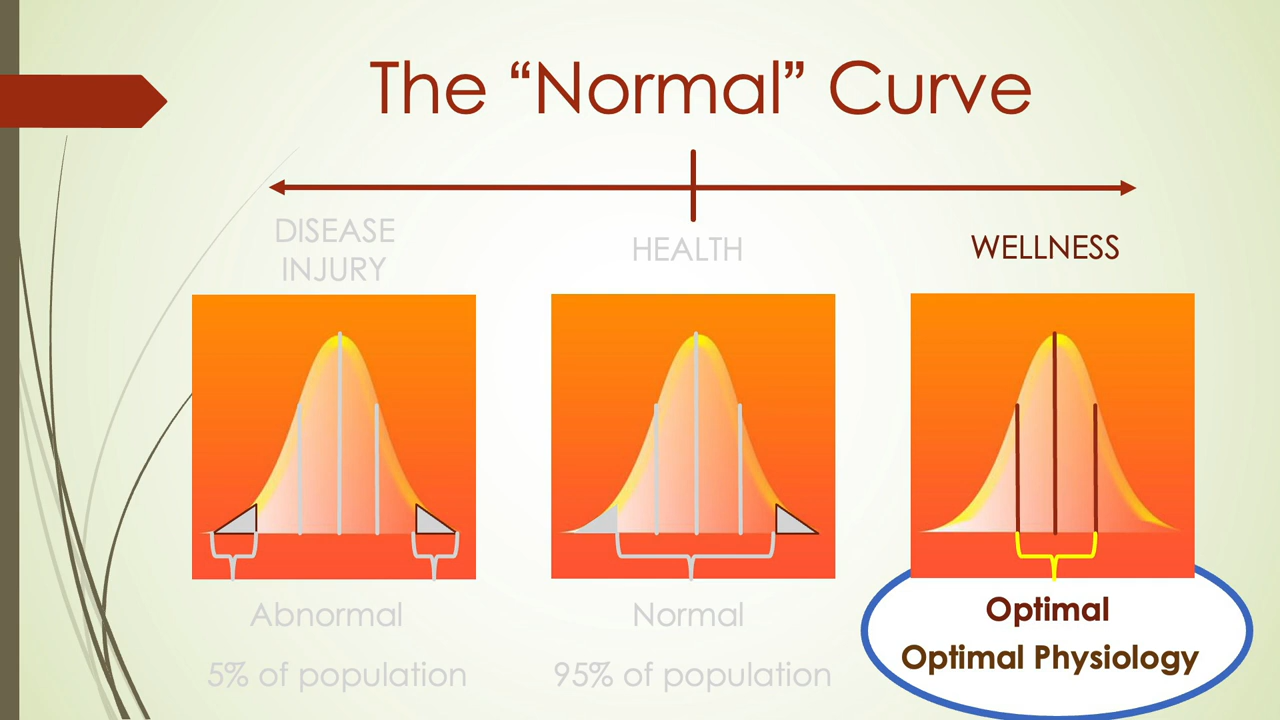 The “Normal” Curve
DISEASE
INJURY
HEALTH
WELLNESS
Abnormal
5% of population
Normal
95% of population
Optimal
Optimal Physiology